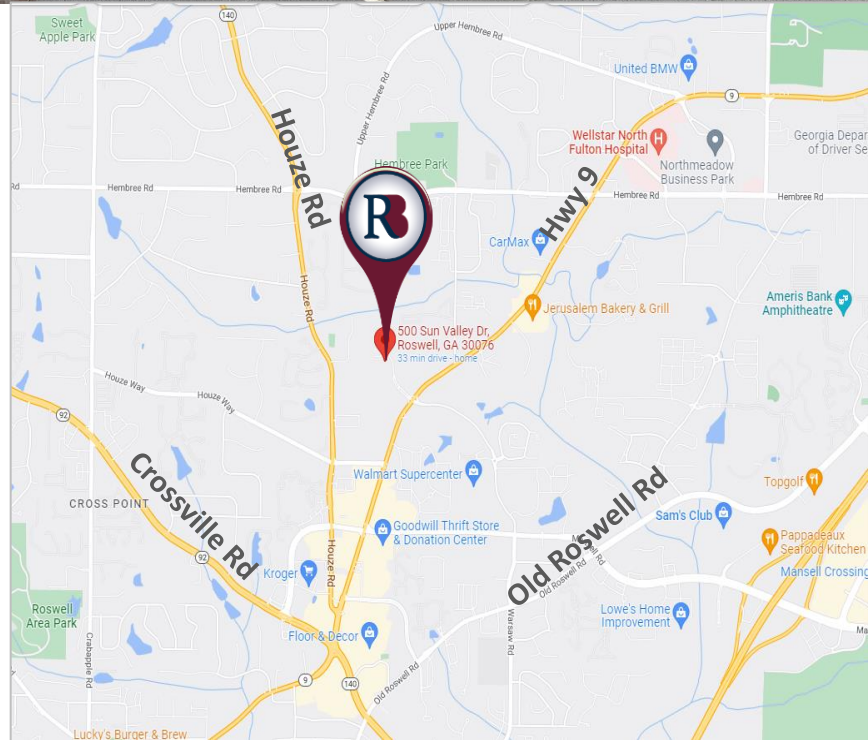 140
Sweet
Apple Park
Upper Hembree Rd
United BMW
9
Houze Rd
Upper Hembree Rd
Wellstar North
Fulton Hospital
H
Georgia Depar
of Driver Se
Northmeadow
Business Park
Hembree Park
Rd
Hembree Rd
Hembree Rd
Hembree Rd
Hembree Rd
RB
Hwy 9
CarMax
Houze Rd
Jerusalem Bakery & Grill
Ameris Bank
Amphitheatre
500 Sun Valley Dr,
Roswell, GA 30076
33 min drive - home
Houze Way
Houze Way
92
Crossville Rd
Walmart Supercenter
Old Roswell Rd
Topgolf
CROSS POINT
Sam's Club
Goodwill Thrift Store
& Donation Center
Pappadeaux
Seafood Kitchen
92
Houze Rd
Old Roswell Rd
Mansell Crossing
Kroger
Roswell
Area Park
Lowe's Home
Improvement
Warsaw Rd
Floor & Decor
Ma
Crabapple Rd
9
140
Old Roswell Rd
Lucky's Burger & Brew